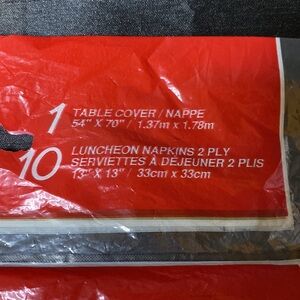 1 TABLE COVER / NAPPE
54" X 70" / 1.37m x 1.78m
10 LUNCHEON NAPKINS 2 PLY
SERVIETTES À DÉJEUNER 2 PLIS
13" X 13" / 33cm x 33cm